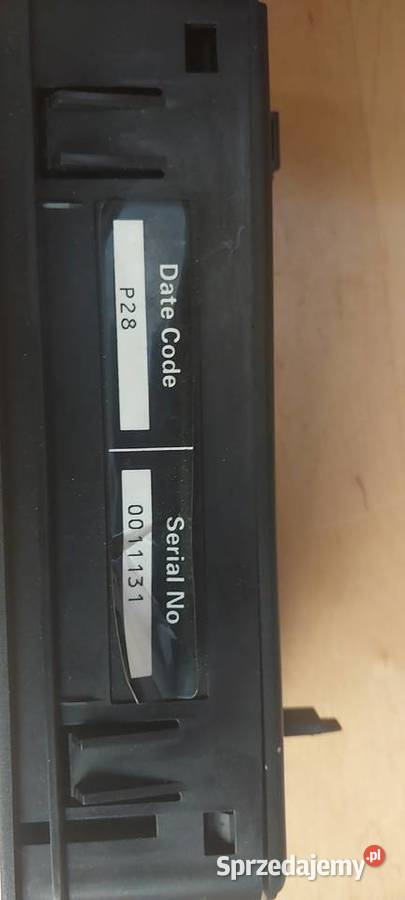 Date Code
P28
Serial No
0011131
Sprzedajemy.pl